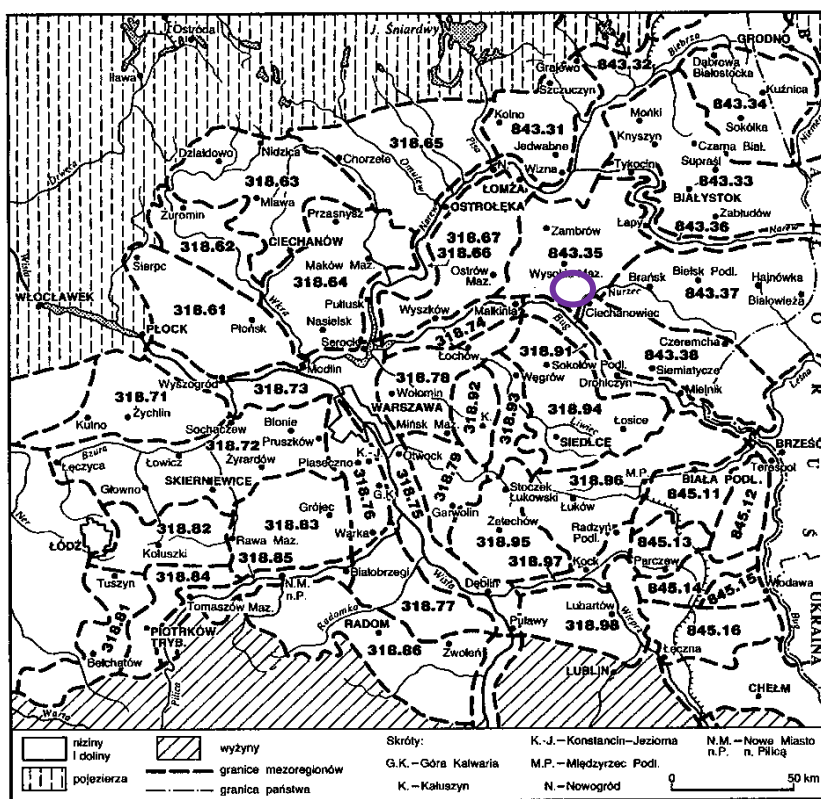 Ostróda
J. Śniardwy
GRODNO
Iława
Biebrza
Grajewo
843.32
Dąbrowa
Białostocka
Szczuczyn
Kuźnica
Kolno
Mońki
843.34
318.65
843.31
Sokółka
Działdowo
Nidzica
Pisa
Knyszyn
Jedwabne
Czarna Biał.
Chorzele
Omulew
Wizna
Tykocin
Supraśl
Drwęca
318.63
N.
ŁOMŻA
843.33
Mława
BIAŁYSTOK
Żuromin
Przasnysz
Narew
OSTROŁĘKA
Zabłudów
318.62
CIECHANÓW
Zambrów
Łapy
843.36
Narew
318.67
318.66
843.35
Sierpc
Maków Maz.
Wysokie Maz.
318.64
Ostrów
Maz.
Brańsk
Bielsk Podl.
Hajnówka
WŁOCŁAWEK
318.61
Wkra
Pułtusk
Nurzec
843.37
Białowieża
Wyszków
Małkinia
Ciechanowiec
Płońsk
Nasielsk
318.74
Bug
PŁOCK
Serock
Czeremcha
Łochów
318.91
843.38
Modlin
318.78
Sokołów Podl.
Siemiatycze
Wyszogród
Węgrów
Leśna
318.73
Wołomin
318.92
Drohiczyn
Mielnik
318.71
WARSZAWA
318.93
318.94
Żychlin
Sochaczew
Błonie
K.
Liwiec
Łosice
Kutno
318.72
Pruszków
Mińsk Maz.
SIEDLCE
Bzura
BRZEŚĆ
Łęczyca
Łowicz
Żyrardów
Piaseczno
K.-J.
Otwock
318.79
Terespol
M.P.
BIAŁA PODL.
Głowno
SKIERNIEWICE
G.K.
318.75
Stoczek
Łukowski
318.96
845.11
Ner
318.76
Grójec
Garwolin
Łuków
845.12
318.82
318.83
Żelechów
Radzyń
Podl.
ŁÓDŹ
Koluszki
Rawa Maz.
Warka
318.95
845.13
318.85
318.97
Parczew
Tuszyn
318.84
Białobrzegi
Wisła
Kock
N.M.
n.P.
Dęblin
845.14
845.15
Włodawa
318.81
Tomaszów Maz.
318.77
Lubartów
UKRAINA
Radomka
Puławy
Wieprz
Bug
PIOTRKÓW
TRYB.
RADOM
318.98
845.16
318.86
Zwoleń
Łęczna
Bełchatów
Pilica
LUBLIN
Warta
CHEŁM
niziny
i doliny
wyżyny
Skróty:
K.-J.–Konstancin–Jeziorna
N.M.–Nowe Miasto
n.P. n. Pilicą
pojezierza
granice mezoregionów
G.K.–Góra Kalwaria
M.P.–Międzyrzec Podl.
granica państwa
K.–Kałuszyn
N.–Nowogród
0 50 km